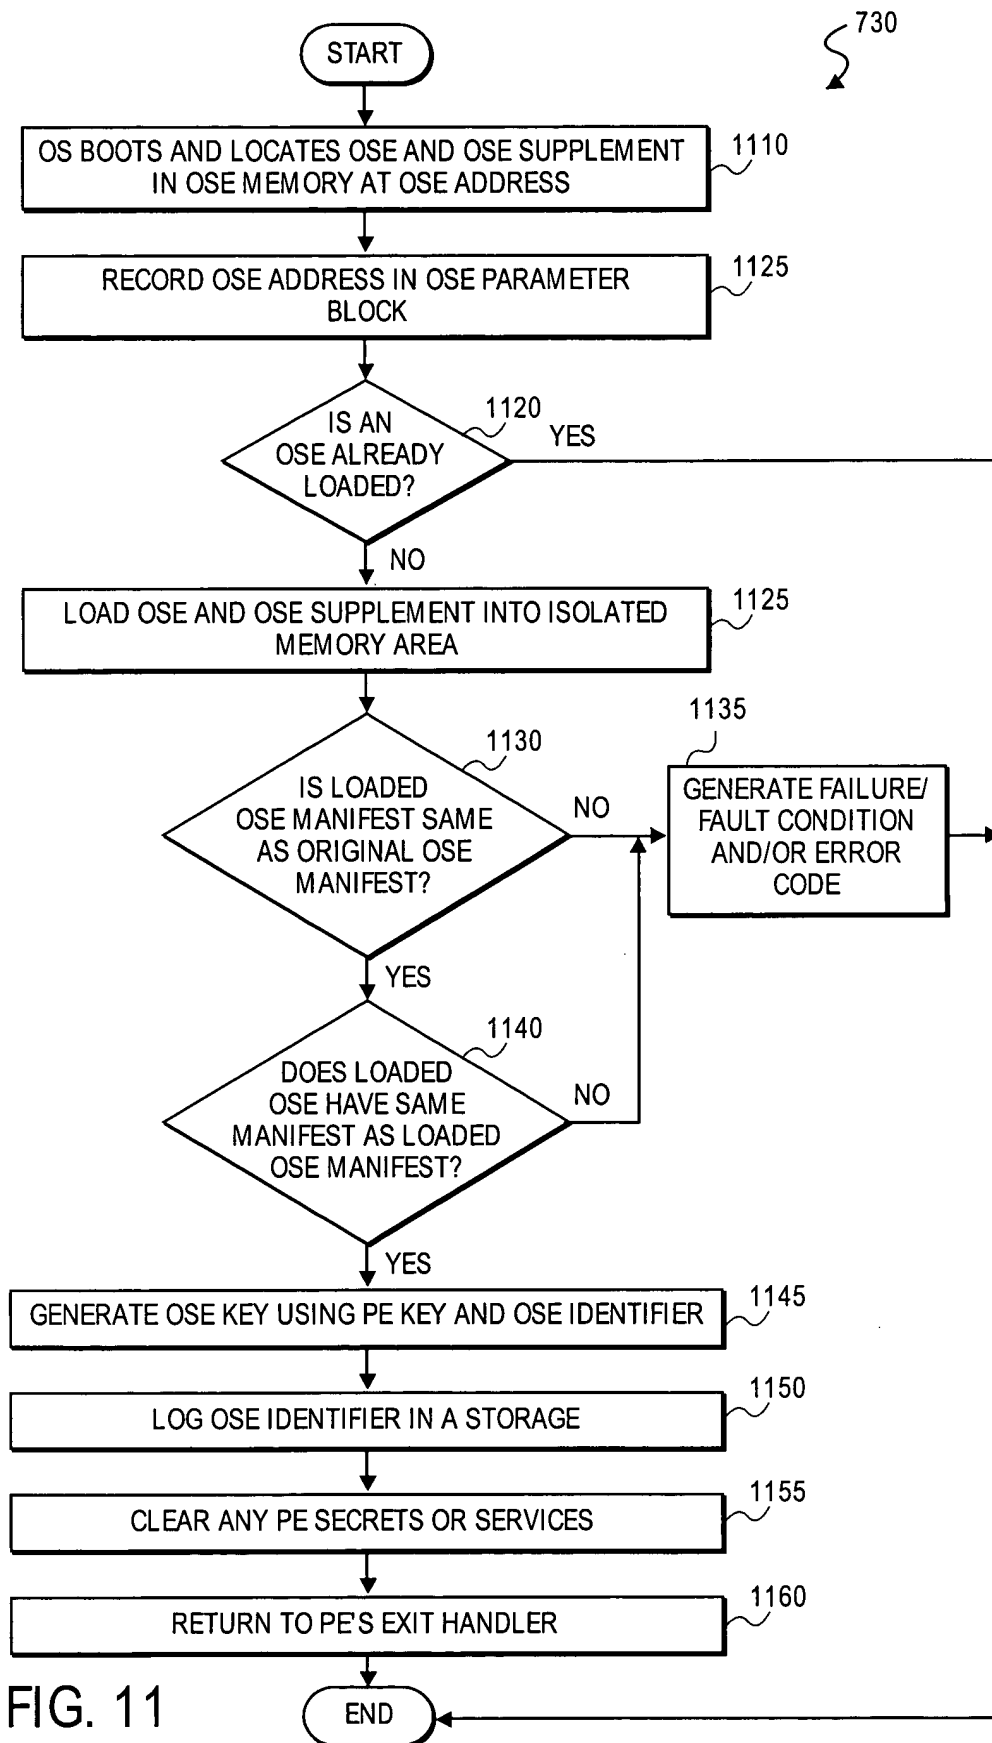 730
START
OS BOOTS AND LOCATES OSE AND OSE SUPPLEMENT
IN OSE MEMORY AT OSE ADDRESS
1110
RECORD OSE ADDRESS IN OSE PARAMETER
BLOCK
1125
IS AN
OSE ALREADY
LOADED?
1120
YES
NO
LOAD OSE AND OSE SUPPLEMENT INTO ISOLATED
MEMORY AREA
1125
IS LOADED
OSE MANIFEST SAME
AS ORIGINAL OSE
MANIFEST?
1130
NO
1135
GENERATE FAILURE/
FAULT CONDITION
AND/OR ERROR
CODE
YES
DOES LOADED
OSE HAVE SAME
MANIFEST AS LOADED
OSE MANIFEST?
1140
NO
YES
GENERATE OSE KEY USING PE KEY AND OSE IDENTIFIER
1145
LOG OSE IDENTIFIER IN A STORAGE
1150
CLEAR ANY PE SECRETS OR SERVICES
1155
RETURN TO PE'S EXIT HANDLER
1160
END
FIG. 11